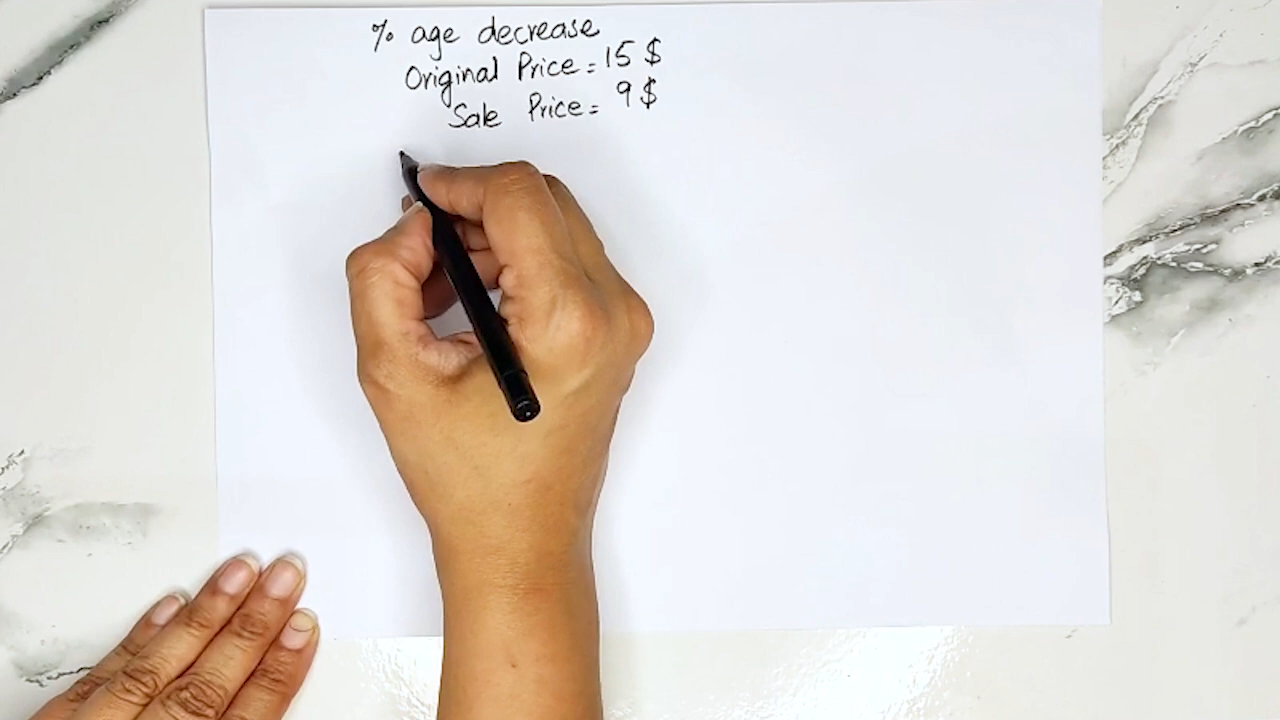 % age decrease
Original Price = 15 $
Sale Price = 9 $